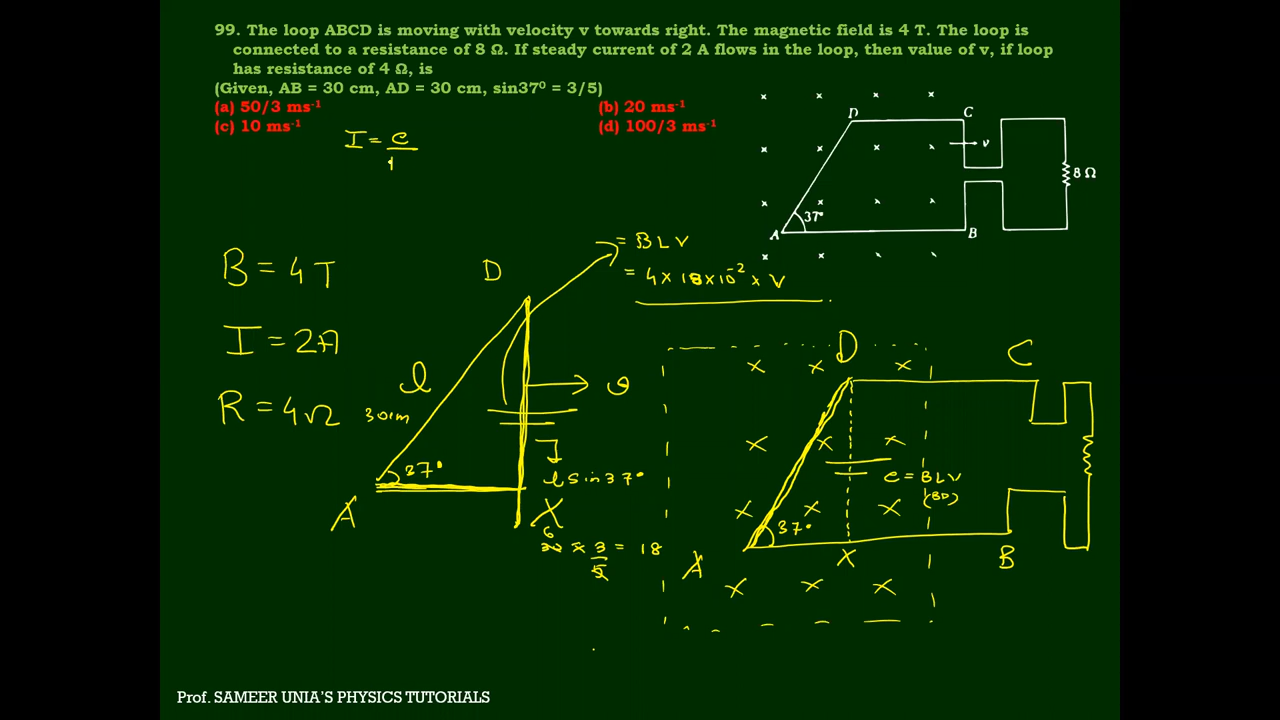 99. The loop ABCD is moving with velocity v towards right. The magnetic field is 4 T. The loop is
connected to a resistance of 8 Ω. If steady current of 2 A flows in the loop, then value of v, if loop
has resistance of 4 Ω, is
(Given, AB = 30 cm, AD = 30 cm, sin37⁰ = 3/5)
(a) 50/3 ms⁻¹ (b) 20 ms⁻¹
(c) 10 ms⁻¹ (d) 100/3 ms⁻¹
I = e/
D C
v
8 Ω
37°
A B
B = 4T
I = 2A
R = 4Ω
D
= BLV
= 4 × 18 × 10⁻² × V
l
30cm
37°
A
l sin 37°
X
6
30 × 3/5 = 18
D C
e = BLV
(BD)
37°
A X B
Prof. SAMEER UNIA'S PHYSICS TUTORIALS